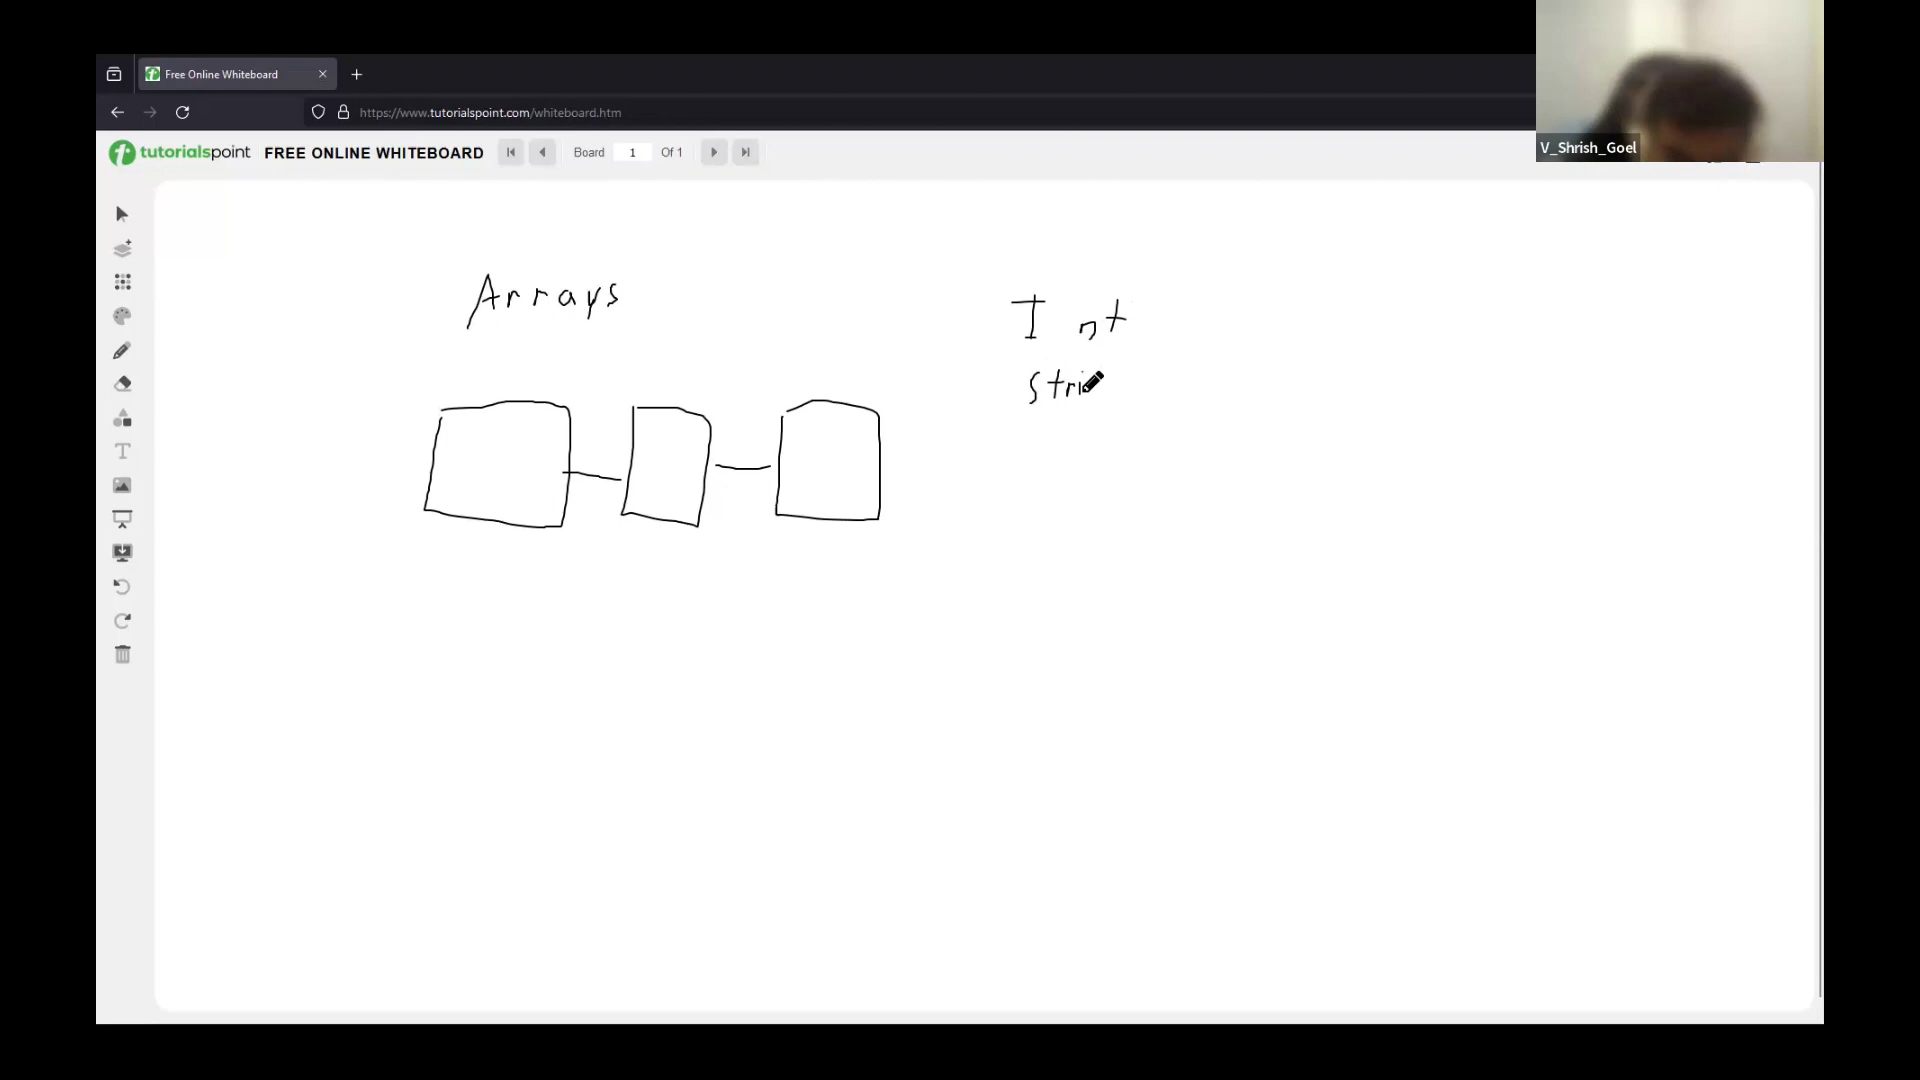 Free Online Whiteboard
https://www.tutorialspoint.com/whiteboard.htm
tutorialspoint FREE ONLINE WHITEBOARD Board 1 Of 1
V_Shrish_Goel
Arrays
Int
stri